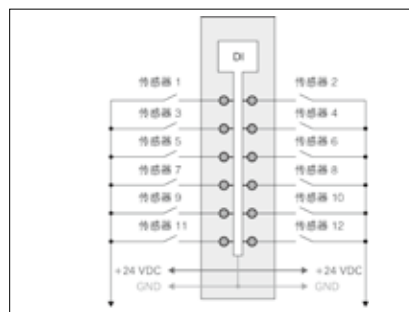 DI
传感器 1 传感器 2
传感器 3 传感器 4
传感器 5 传感器 6
传感器 7 传感器 8
传感器 9 传感器 10
传感器 11 传感器 12
+24 VDC +24 VDC
GND GND